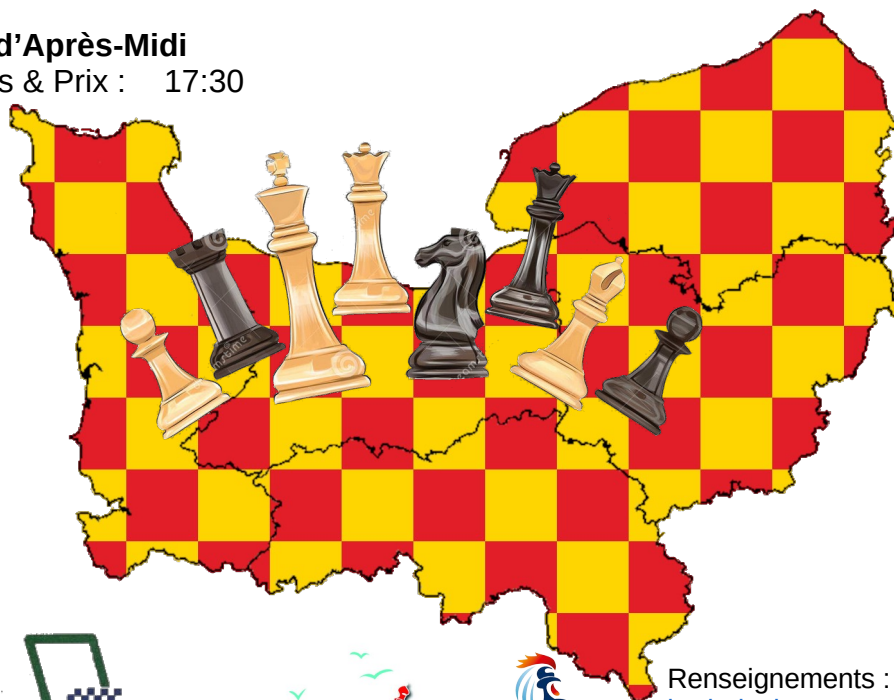 d’Après-Midi
s & Prix : 17:30
Renseignements :